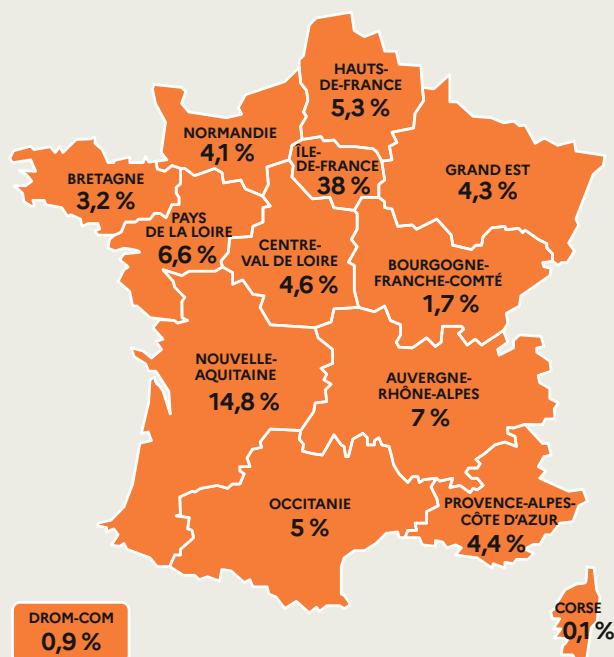 HAUTS-
DE-FRANCE
5,3 %
NORMANDIE
4,1 %
ÎLE-
DE-FRANCE
38 %
GRAND EST
4,3 %
BRETAGNE
3,2 %
PAYS
DE LA LOIRE
6,6 %
CENTRE-
VAL DE LOIRE
4,6 %
BOURGOGNE-
FRANCHE-COMTÉ
1,7 %
NOUVELLE-
AQUITAINE
14,8 %
AUVERGNE-
RHÔNE-ALPES
7 %
OCCITANIE
5 %
PROVENCE-ALPES-
CÔTE D'AZUR
4,4 %
DROM-COM
0,9 %
CORSE
0,1 %